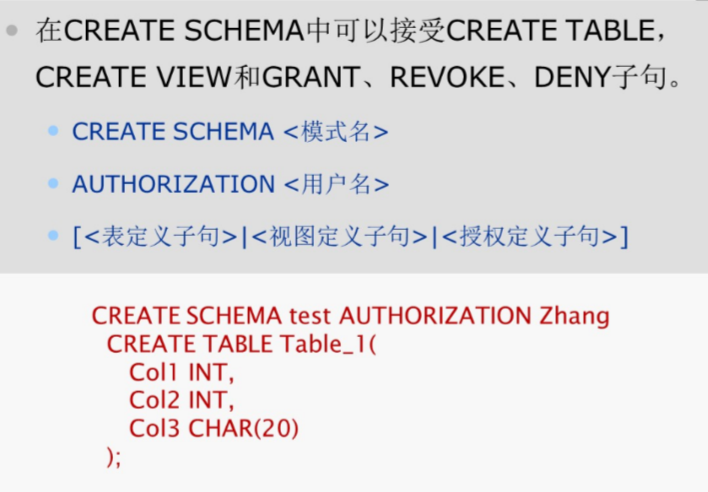 在CREATE SCHEMA中可以接受CREATE TABLE，
CREATE VIEW和GRANT、REVOKE、DENY子句。
CREATE SCHEMA <模式名>
AUTHORIZATION <用户名>
[<表定义子句>|<视图定义子句>|<授权定义子句>]
CREATE SCHEMA test AUTHORIZATION Zhang
CREATE TABLE Table_1(
Col1 INT,
Col2 INT,
Col3 CHAR(20)
);